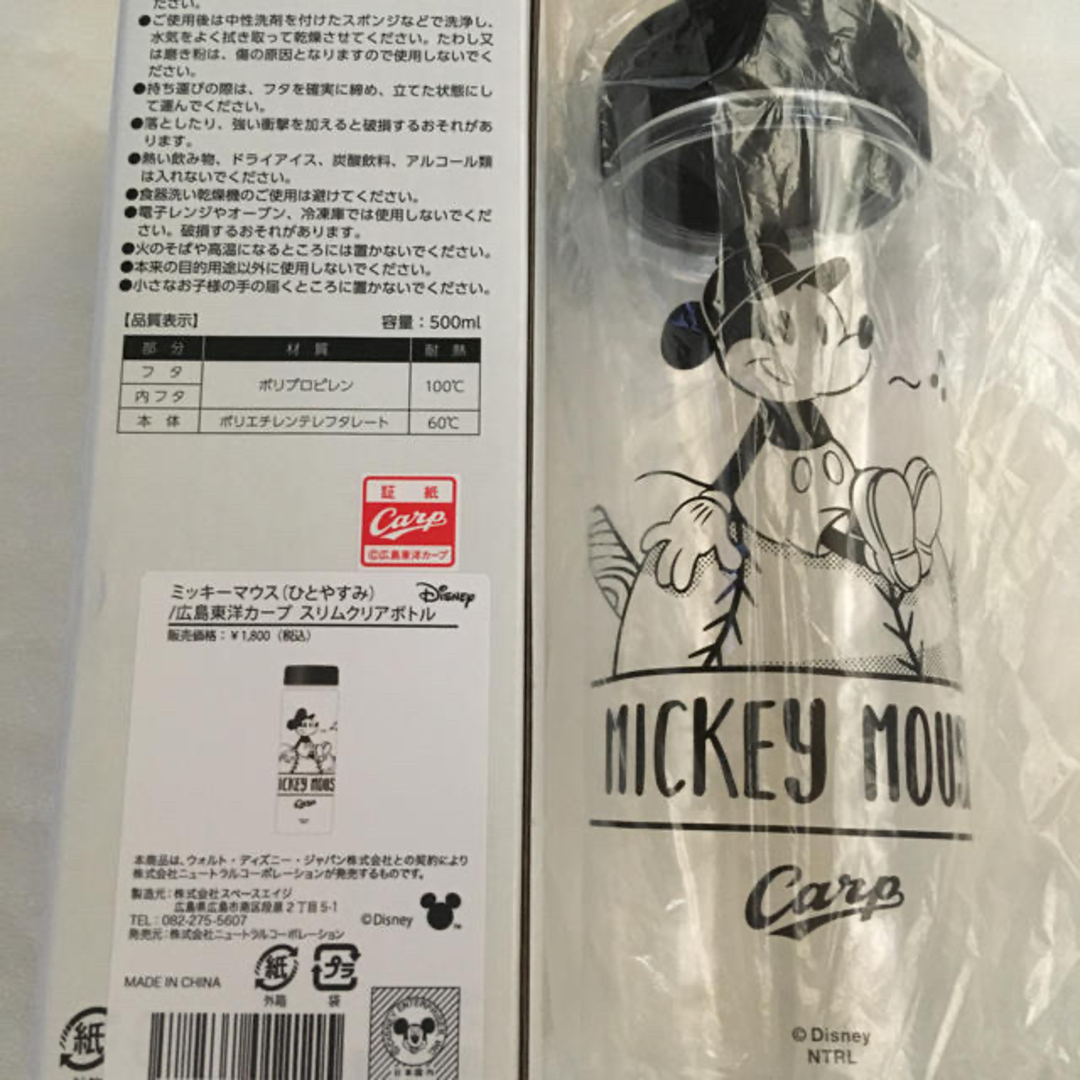 ださい。
●ご使用後は中性洗剤を付けたスポンジなどで洗浄し、
水気をよく拭き取って乾燥させてください。たわし又
は磨き粉は、傷の原因となりますので使用しないでく
ださい。
●持ち運びの際は、フタを確実に締め、立てた状態にし
て運んでください。
●落としたり、強い衝撃を加えると破損するおそれがあ
ります。
●熱い飲み物、ドライアイス、炭酸飲料、アルコール類
は入れないでください。
●食器洗い乾燥機のご使用は避けてください。
●電子レンジやオーブン、冷凍庫では使用しないでくだ
さい。破損するおそれがあります。
●火のそばや高温になるところには置かないでください。
●本来の目的用途以外に使用しないでください。
●小さなお子様の手の届くところに置かないでください。
【品質表示】 容量：500ml
部分 材質 耐熱
フタ ポリプロピレン 100℃
内フタ
本体 ポリエチレンテレフタレート 60℃
証紙
Carp
©広島東洋カープ
ミッキーマウス(ひとやすみ) Disney
/広島東洋カープ スリムクリアボトル
販売価格：￥1,800（税込）
ICKEY MOUS
Carp
本商品は、ウォルト・ディズニー・ジャパン株式会社との契約により
株式会社ニュートラルコーポレーションが発売するものです。
製造元：株式会社スペースエイジ
広島県広島市南区段原2丁目5-1
TEL：082-275-5607
発売元：株式会社ニュートラルコーポレーション
©Disney
MADE IN CHINA
紙
外箱
プラ
袋
紙
日本国内
MICKEY MOUS
Carp
© Disney
NTRL